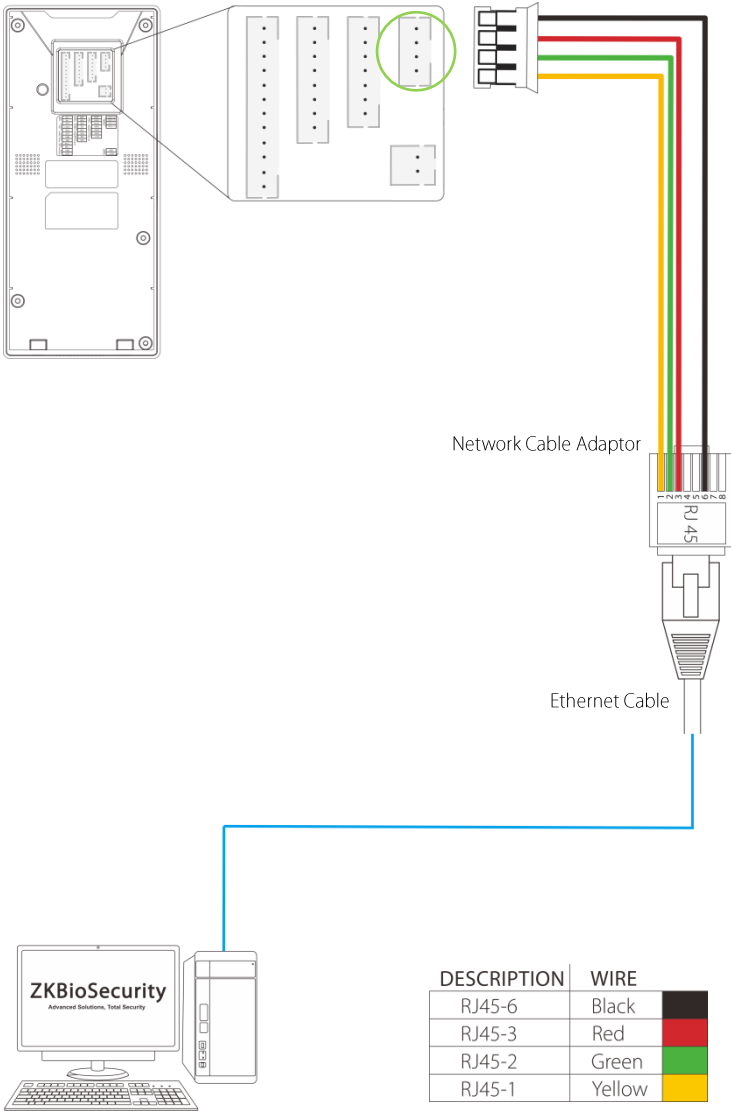 Network Cable Adaptor
1 2 3 4 5 6 7 8
RJ 45
Ethernet Cable
ZKBioSecurity
Advanced Solutions, Total Security
DESCRIPTION WIRE
RJ45-6 Black
RJ45-3 Red
RJ45-2 Green
RJ45-1 Yellow